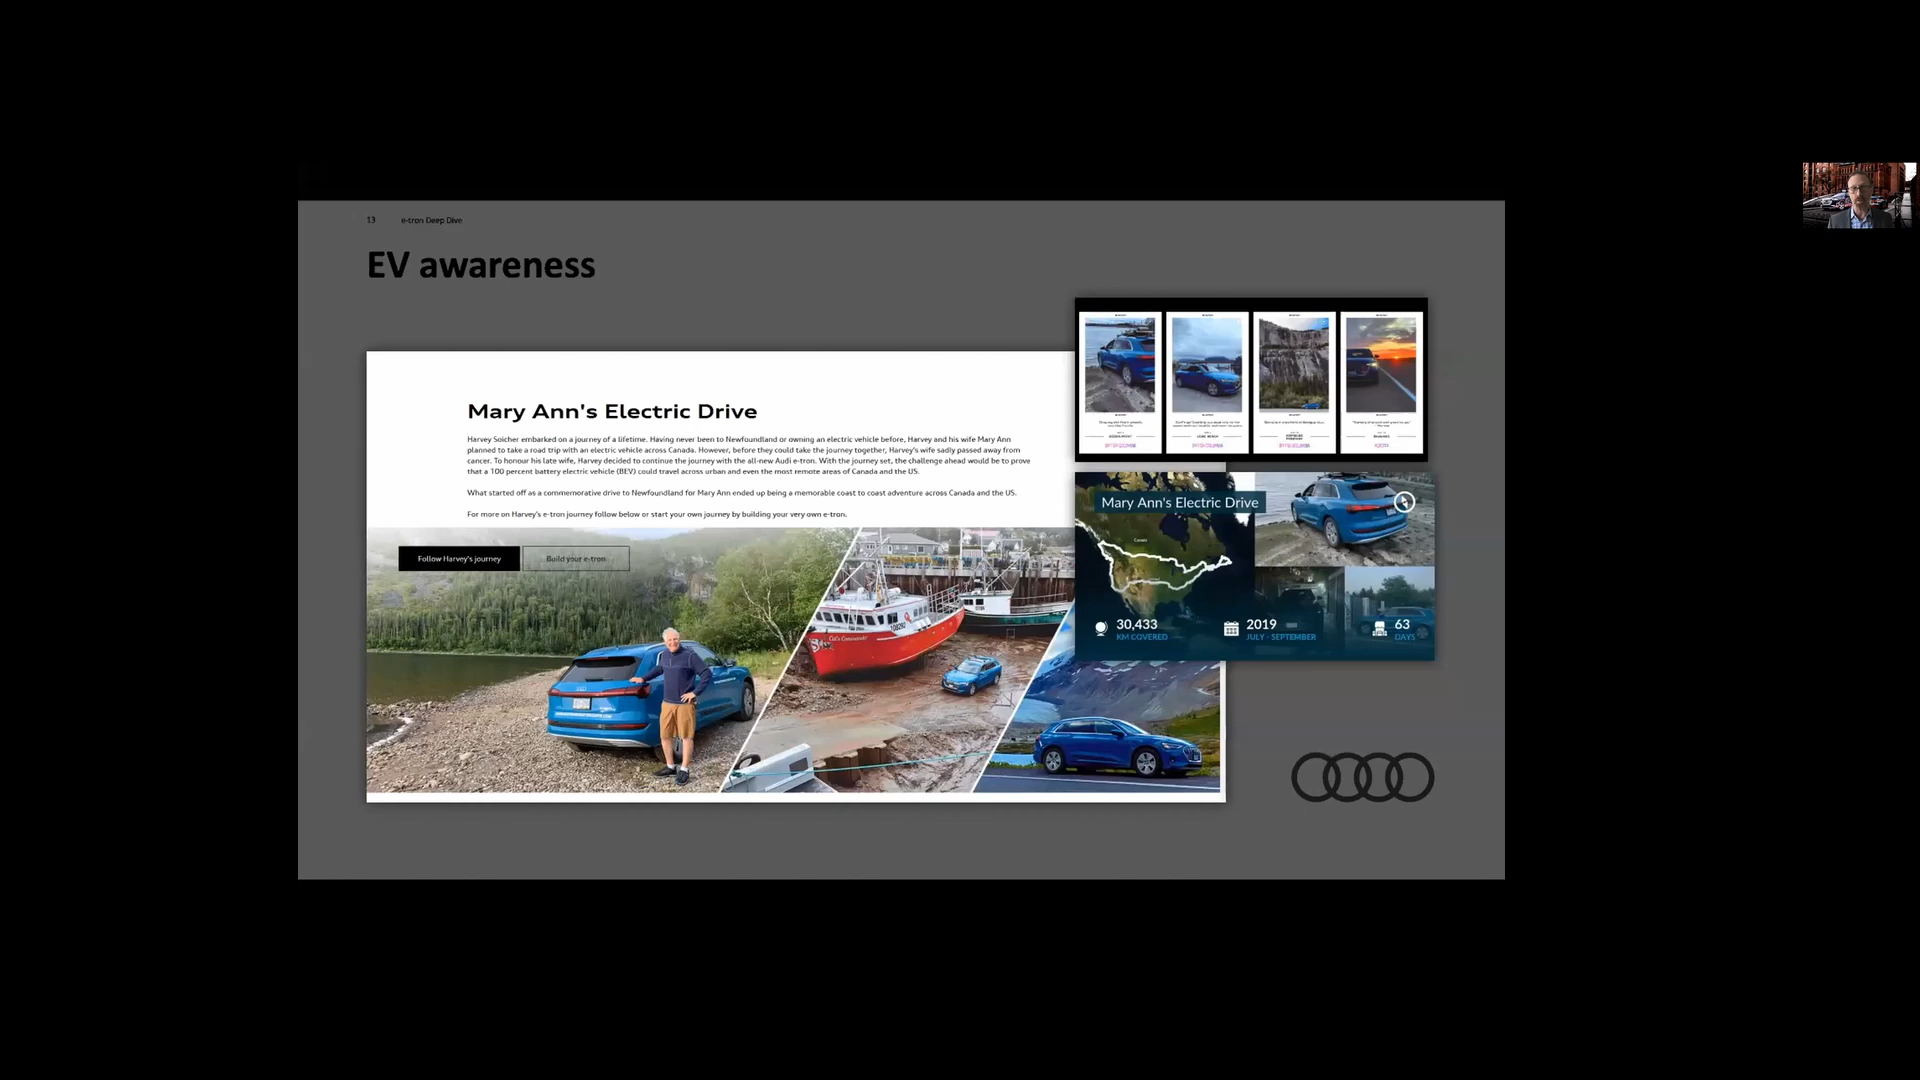 13 e-tron Deep Dive
EV awareness
Mary Ann's Electric Drive
Harvey Soicher embarked on a journey of a lifetime. Having never been to Newfoundland or owning an electric vehicle before, Harvey and his wife Mary Ann
planned to take a road trip with an electric vehicle across Canada. However, before they could take the journey together, Harvey's wife sadly passed away from
cancer. To honour his late wife, Harvey decided to continue the journey with the all-new Audi e-tron. With the journey set, the challenge ahead would be to prove
that a 100 percent battery electric vehicle (BEV) could travel across urban and even the most remote areas of Canada and the US.
What started off as a commemorative drive to Newfoundland for Mary Ann ended up being a memorable coast to coast adventure across Canada and the US.
For more on Harvey's e-tron journey follow below or start your own journey by building your very own e-tron.
Follow Harvey's journey
Build your e-tron
Mary Ann's Electric Drive
Canada
30,433
KM COVERED
2019
JULY - SEPTEMBER
63
DAYS